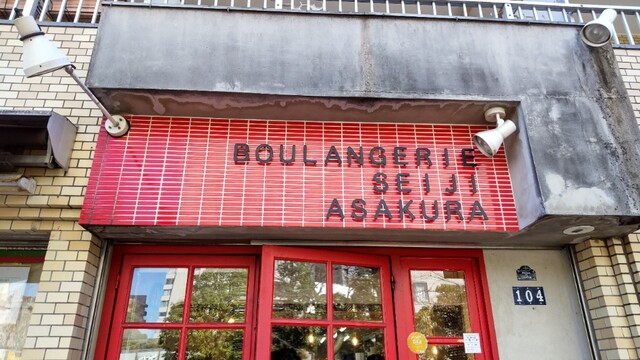 BOULANGERIE
SEIJI
ASAKURA
104